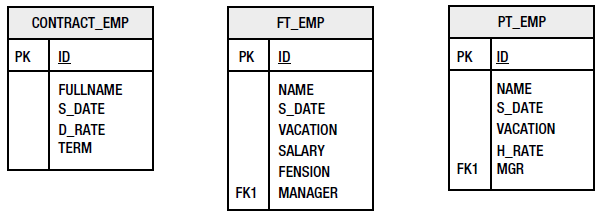 CONTRACT_EMP
PK ID
FULLNAME
S_DATE
D_RATE
TERM
FT_EMP
PK ID
NAME
S_DATE
VACATION
SALARY
FENSION
FK1 MANAGER
PT_EMP
PK ID
NAME
S_DATE
VACATION
H_RATE
FK1 MGR